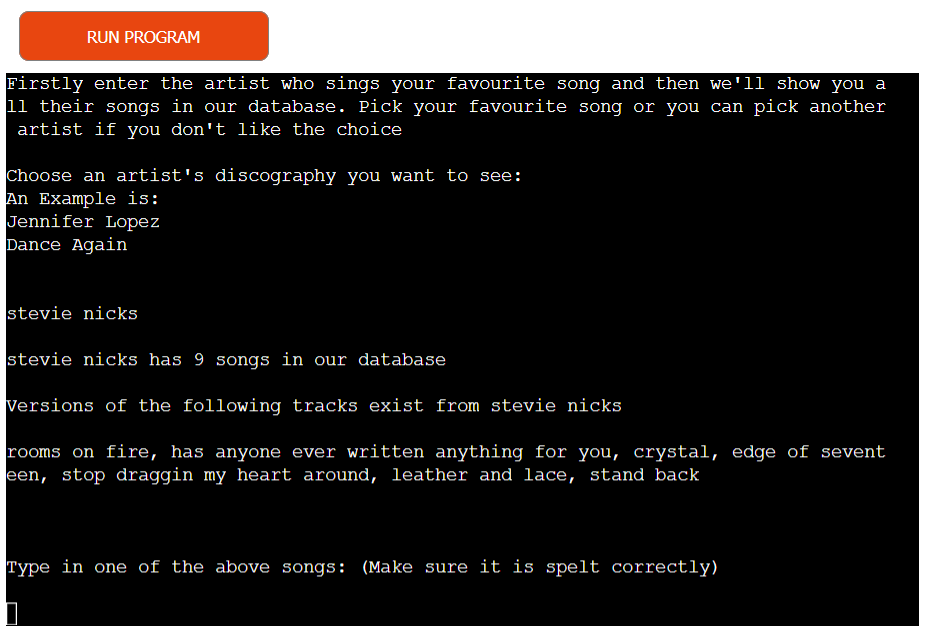 RUN PROGRAM
Firstly enter the artist who sings your favourite song and then we'll show you a
ll their songs in our database. Pick your favourite song or you can pick another
 artist if you don't like the choice
Choose an artist's discography you want to see:
An Example is:
Jennifer Lopez
Dance Again
stevie nicks
stevie nicks has 9 songs in our database
Versions of the following tracks exist from stevie nicks
rooms on fire, has anyone ever written anything for you, crystal, edge of sevent
een, stop draggin my heart around, leather and lace, stand back
Type in one of the above songs: (Make sure it is spelt correctly)